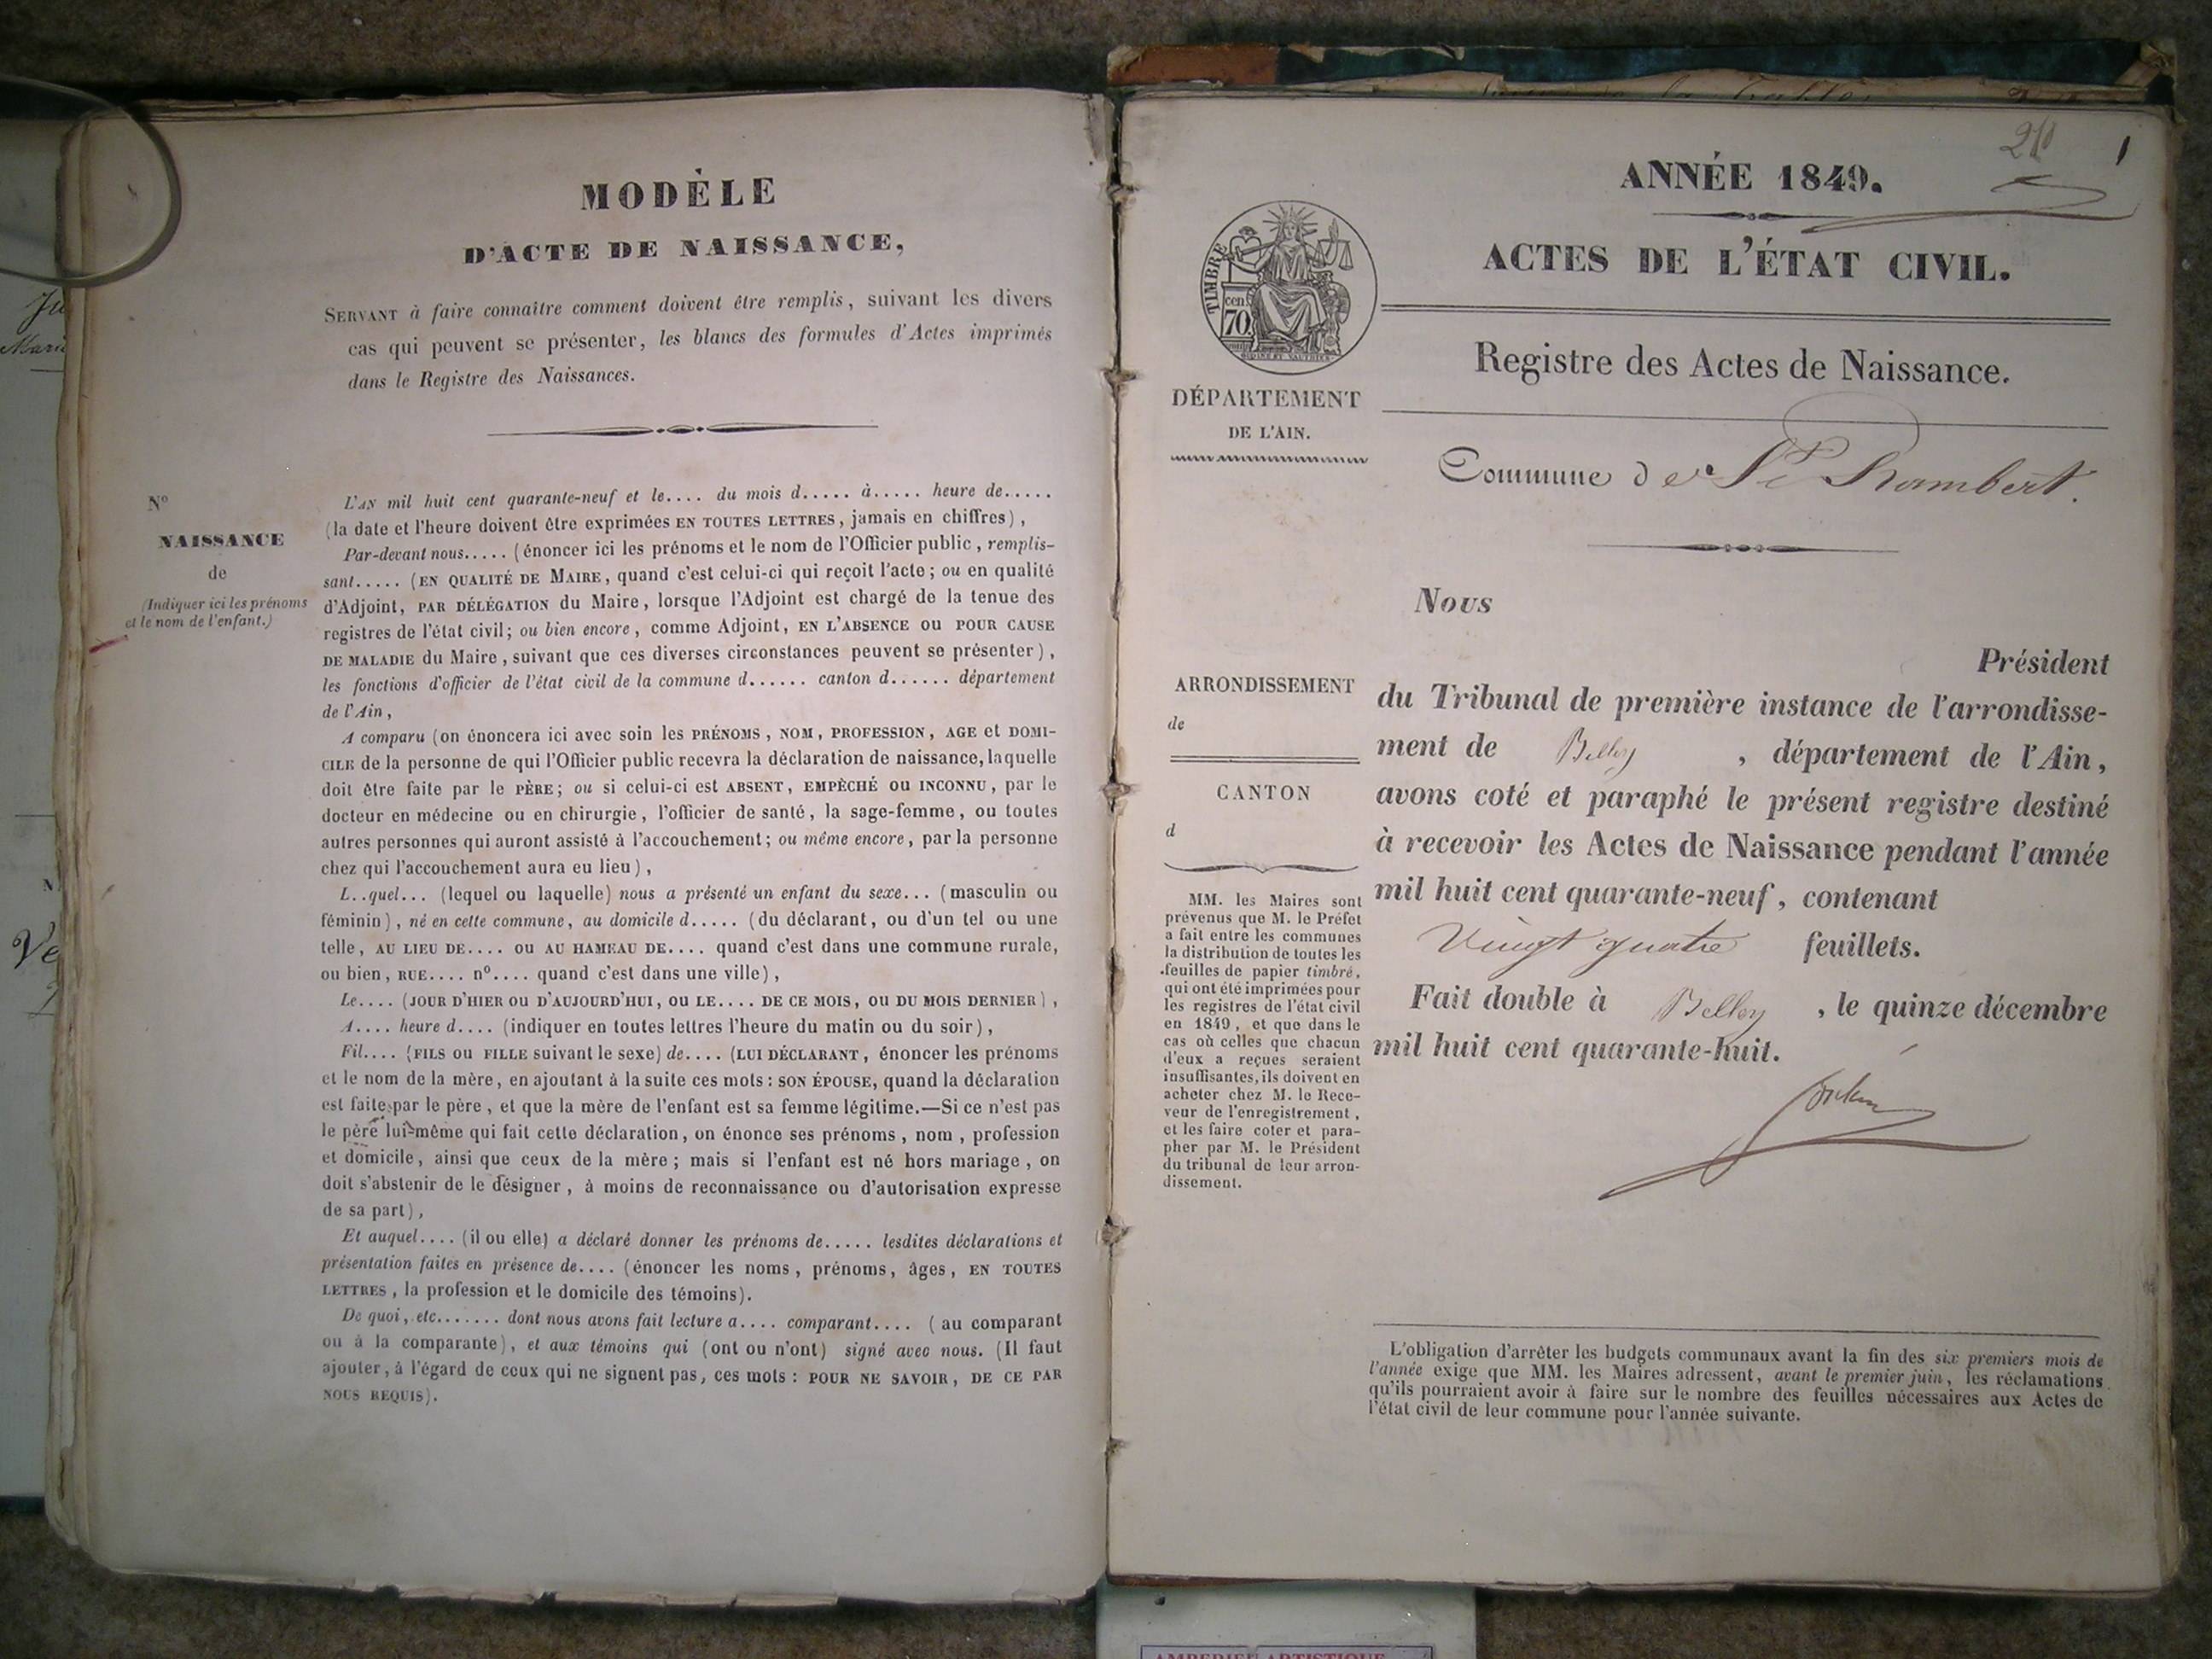 MODÈLE
D'ACTE DE NAISSANCE,
SERVANT à faire connaître comment doivent être remplis, suivant les divers
cas qui peuvent se présenter, les blancs des formules d'Actes imprimés
dans le Registre des Naissances.
N°
NAISSANCE
de
(Indiquer ici les prénoms
et le nom de l'enfant.)
L'AN mil huit cent quarante-neuf et le.... du mois d..... à..... heure de.....
(la date et l'heure doivent être exprimées EN TOUTES LETTRES, jamais en chiffres),
Par-devant nous..... (énoncer ici les prénoms et le nom de l'Officier public, remplis-
sant..... (EN QUALITÉ DE MAIRE, quand c'est celui-ci qui reçoit l'acte; ou en qualité
d'Adjoint, PAR DÉLÉGATION du Maire, lorsque l'Adjoint est chargé de la tenue des
registres de l'état civil; ou bien encore, comme Adjoint, EN L'ABSENCE OU POUR CAUSE
DE MALADIE du Maire, suivant que ces diverses circonstances peuvent se présenter),
les fonctions d'officier de l'état civil de la commune d...... canton d...... département
de l'Ain,
A comparu (on énoncera ici avec soin les PRÉNOMS, NOM, PROFESSION, AGE et DOMI-
CILE de la personne de qui l'Officier public recevra la déclaration de naissance, laquelle
doit être faite par le PÈRE; ou si celui-ci est ABSENT, EMPÊCHÉ OU INCONNU, par le
docteur en médecine ou en chirurgie, l'officier de santé, la sage-femme, ou toutes
autres personnes qui auront assisté à l'accouchement; ou même encore, par la personne
chez qui l'accouchement aura eu lieu),
L..quel... (lequel ou laquelle) nous a présenté un enfant du sexe... (masculin ou
féminin), né en cette commune, au domicile d..... (du déclarant, ou d'un tel ou une
telle, AU LIEU DE.... OU AU HAMEAU DE.... quand c'est dans une commune rurale,
ou bien, RUE.... n°.... quand c'est dans une ville),
Le.... (JOUR D'HIER OU D'AUJOURD'HUI, OU LE.... DE CE MOIS, OU DU MOIS DERNIER),
A.... heure d.... (indiquer en toutes lettres l'heure du matin ou du soir),
Fil.... (FILS ou FILLE suivant le sexe) de.... (LUI DÉCLARANT, énoncer les prénoms
et le nom de la mère, en ajoutant à la suite ces mots: SON ÉPOUSE, quand la déclaration
est faite par le père, et que la mère de l'enfant est sa femme légitime.—Si ce n'est pas
le père lui-même qui fait cette déclaration, on énonce ses prénoms, nom, profession
et domicile, ainsi que ceux de la mère; mais si l'enfant est né hors mariage, on
doit s'abstenir de le désigner, à moins de reconnaissance ou d'autorisation expresse
de sa part),
Et auquel.... (il ou elle) a déclaré donner les prénoms de..... lesdites déclarations et
présentation faites en présence de.... (énoncer les noms, prénoms, âges, EN TOUTES
LETTRES, la profession et le domicile des témoins).
De quoi, etc....... dont nous avons fait lecture a.... comparant.... (au comparant
ou à la comparante), et aux témoins qui (ont ou n'ont) signé avec nous. (Il faut
ajouter, à l'égard de ceux qui ne signent pas, ces mots: POUR NE SAVOIR, DE CE PAR
NOUS REQUIS).
1
ANNÉE 1849.
ACTES DE L'ÉTAT CIVIL.
Registre des Actes de Naissance.
TIMBRE
cen.
70
DÉPARTEMENT
DE L'AIN.
Commune de St Rambert.
Nous
Président
du Tribunal de première instance de l'arrondisse-
ment de Belley, département de l'Ain,
avons coté et paraphé le présent registre destiné
à recevoir les Actes de Naissance pendant l'année
mil huit cent quarante-neuf, contenant
Vingt quatre feuillets.
Fait double à Belley, le quinze décembre
mil huit cent quarante-huit.
ARRONDISSEMENT
de
CANTON
d
MM. les Maires sont
prévenus que M. le Préfet
a fait entre les communes
la distribution de toutes les
feuilles de papier timbré,
qui ont été imprimées pour
les registres de l'état civil
en 1849, et que dans le
cas où celles que chacun
d'eux a reçues seraient
insuffisantes, ils doivent en
acheter chez M. le Rece-
veur de l'enregistrement,
et les faire coter et para-
pher par M. le Président
du tribunal de leur arron-
dissement.
L'obligation d'arrêter les budgets communaux avant la fin des six premiers mois de
l'année exige que MM. les Maires adressent, avant le premier juin, les réclamations
qu'ils pourraient avoir à faire sur le nombre des feuilles nécessaires aux Actes de
l'état civil de leur commune pour l'année suivante.
AMBERIEU ARTISTIQUE